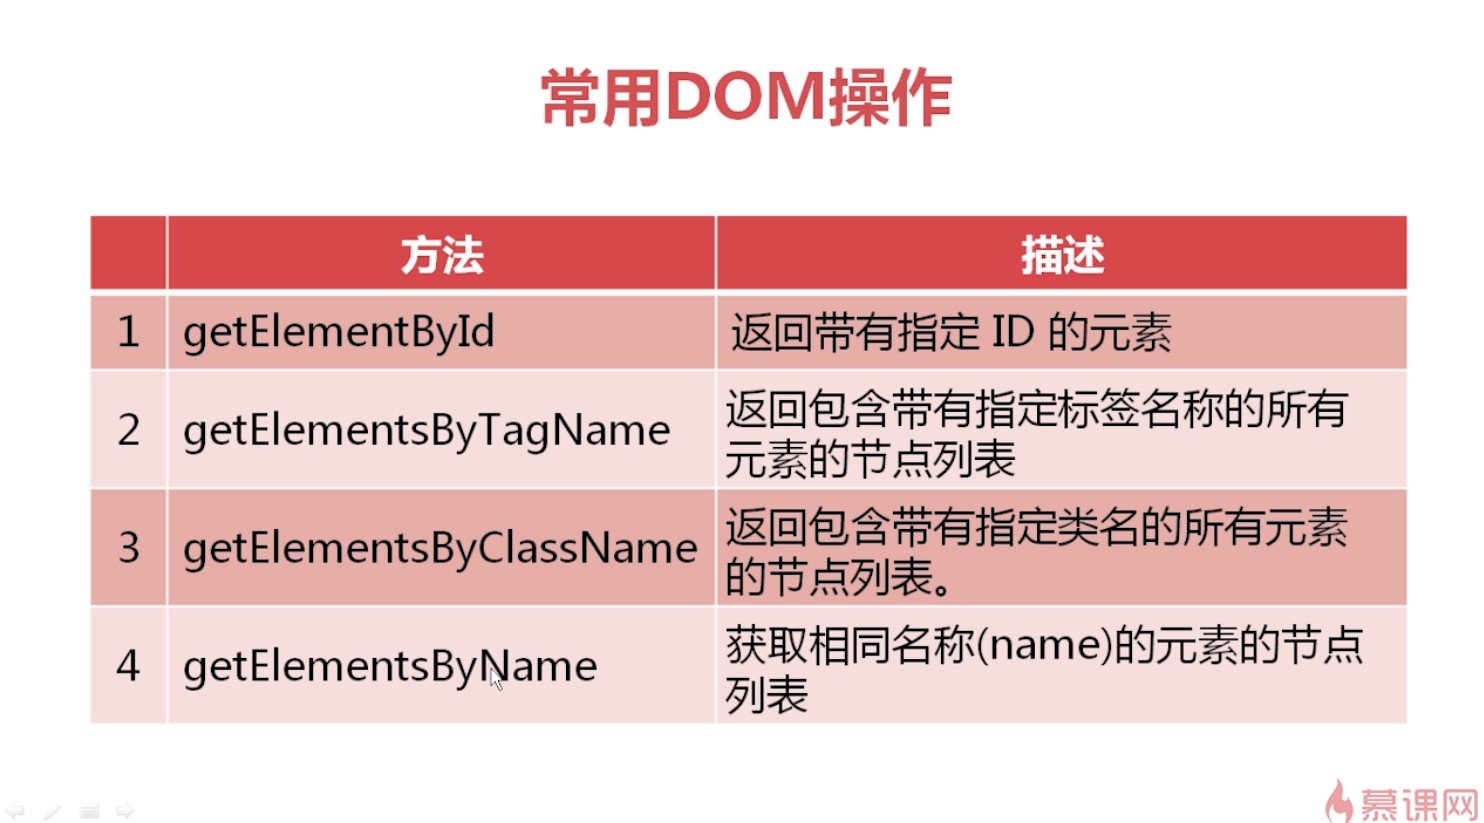 常用DOM操作
方法 描述
1 getElementById 返回带有指定 ID 的元素
2 getElementsByTagName 返回包含带有指定标签名称的所有
元素的节点列表
3 getElementsByClassName 返回包含带有指定类名的所有元素
的节点列表。
4 getElementsByName 获取相同名称(name)的元素的节点
列表
慕课网